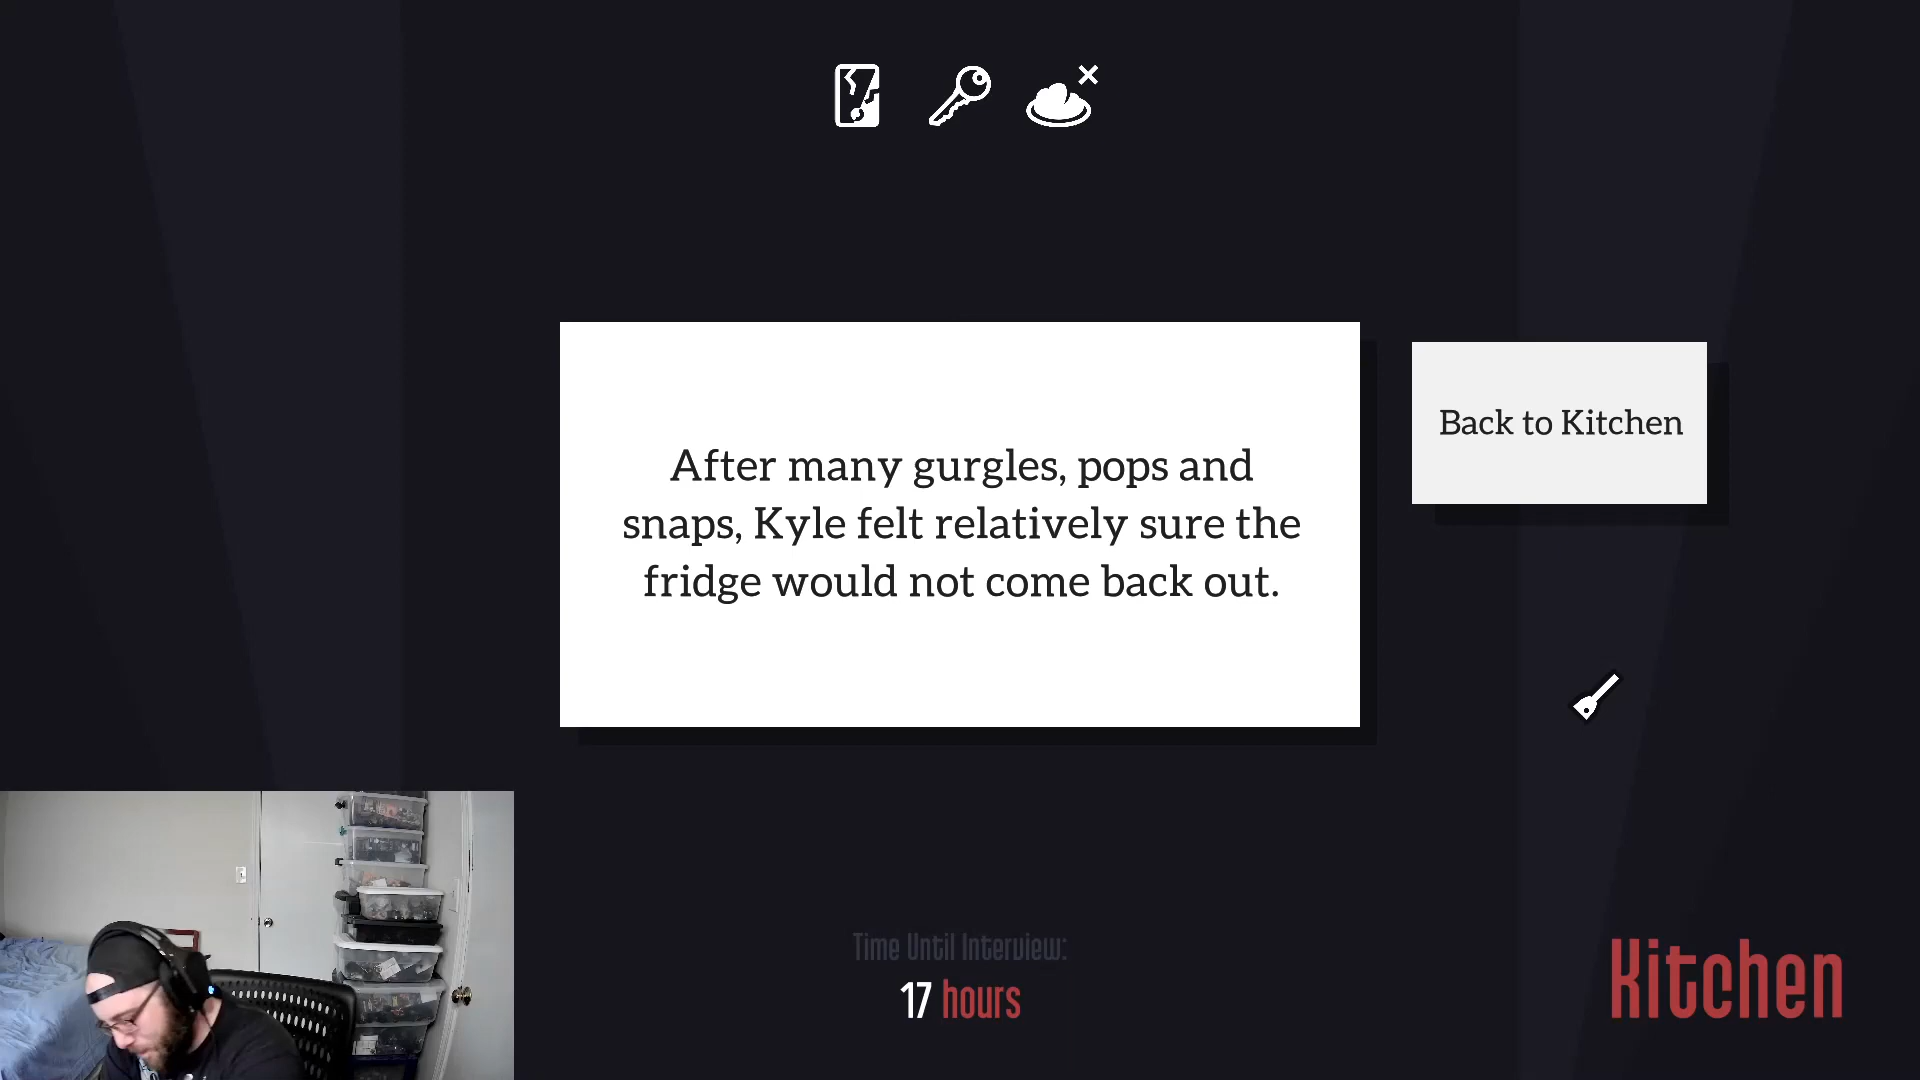 After many gurgles, pops and
snaps, Kyle felt relatively sure the
fridge would not come back out.
Back to Kitchen
Time Until Interview:
17 hours
Kitchen